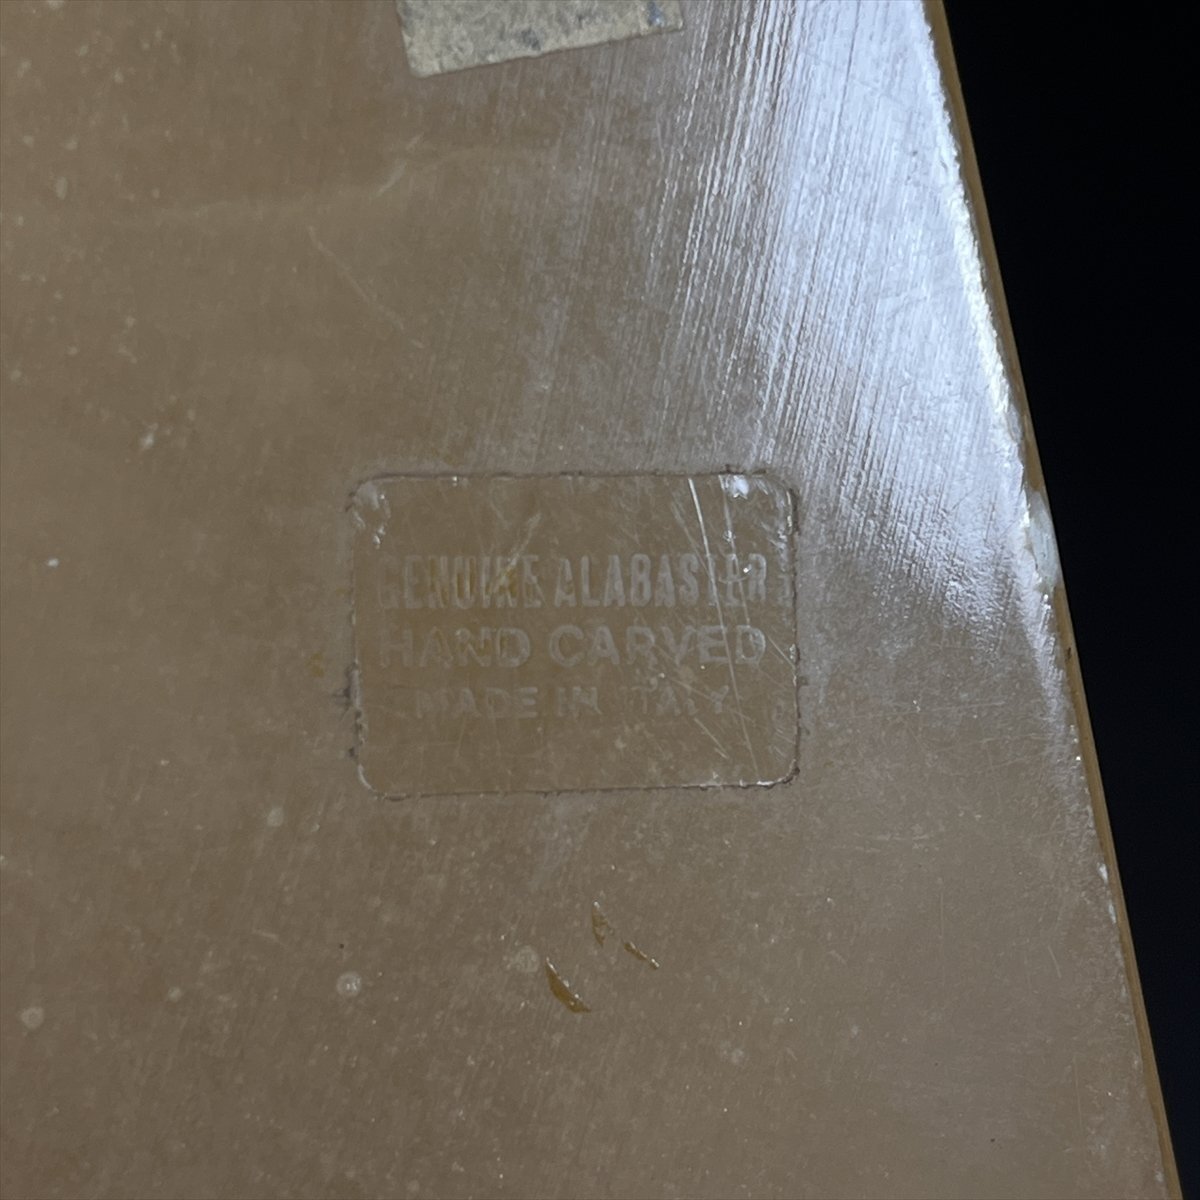 GENUINE ALABASTER
HAND CARVED
MADE IN ITALY